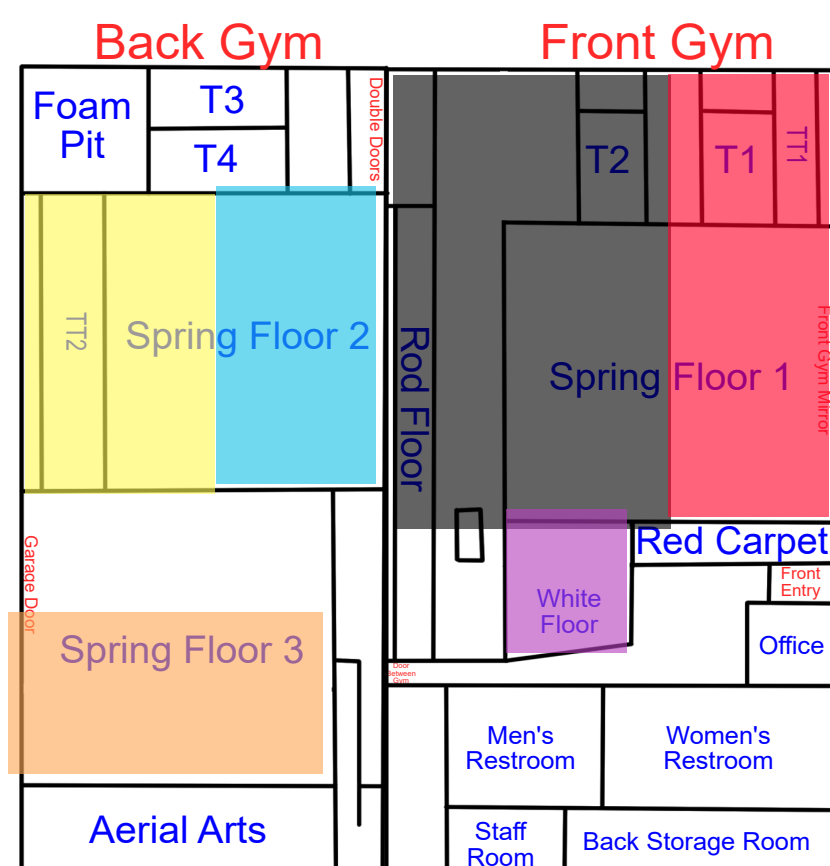 Back Gym
Front Gym
Foam
Pit
T3
T4
Double Doors
T2
T1
TT1
TT2
Spring Floor 2
Rod Floor
Spring Floor 1
Front Gym Mirror
Garage Door
Spring Floor 3
White
Floor
Red Carpet
Front
Entry
Office
Door
Between
Gym
Men's
Restroom
Women's
Restroom
Aerial Arts
Staff
Room
Back Storage Room